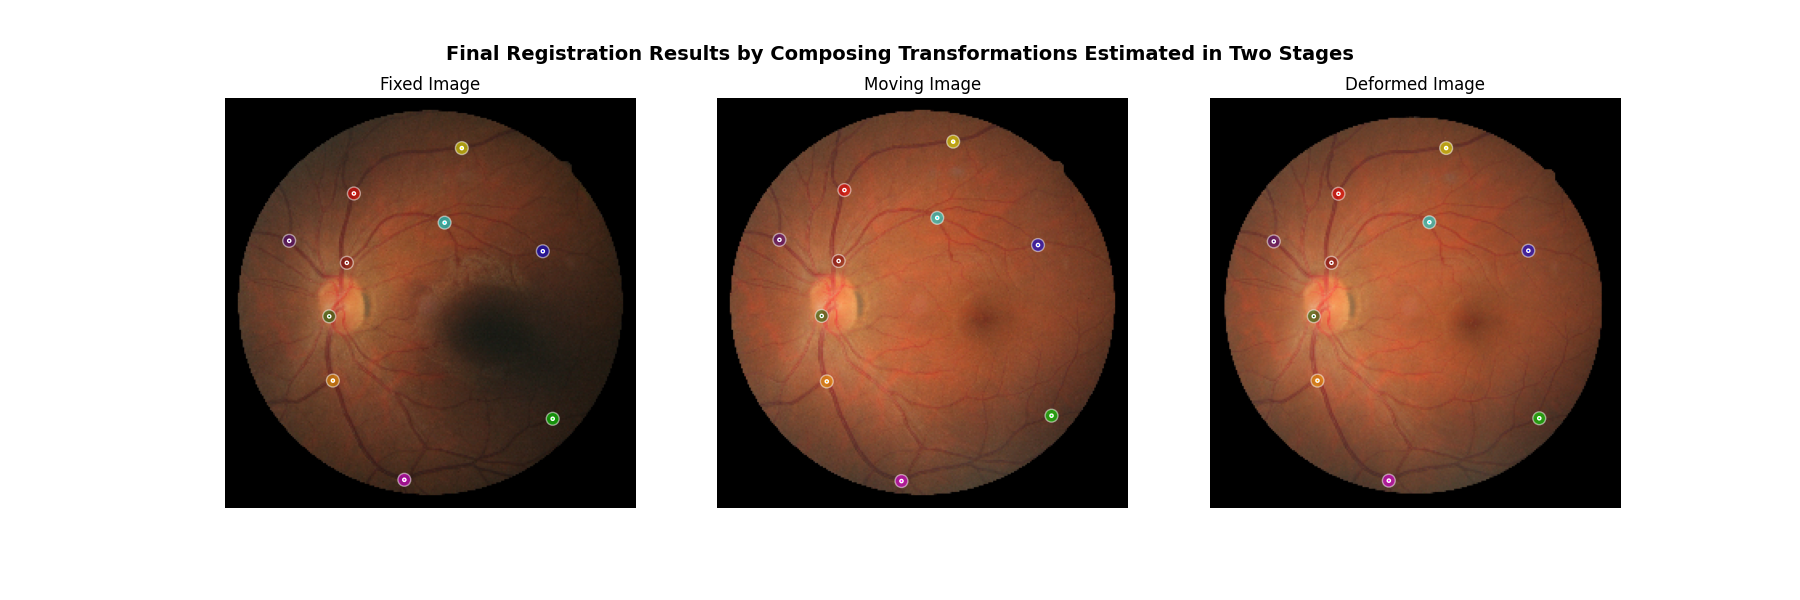 Final Registration Results by Composing Transformations Estimated in Two Stages
Fixed Image
Moving Image
Deformed Image